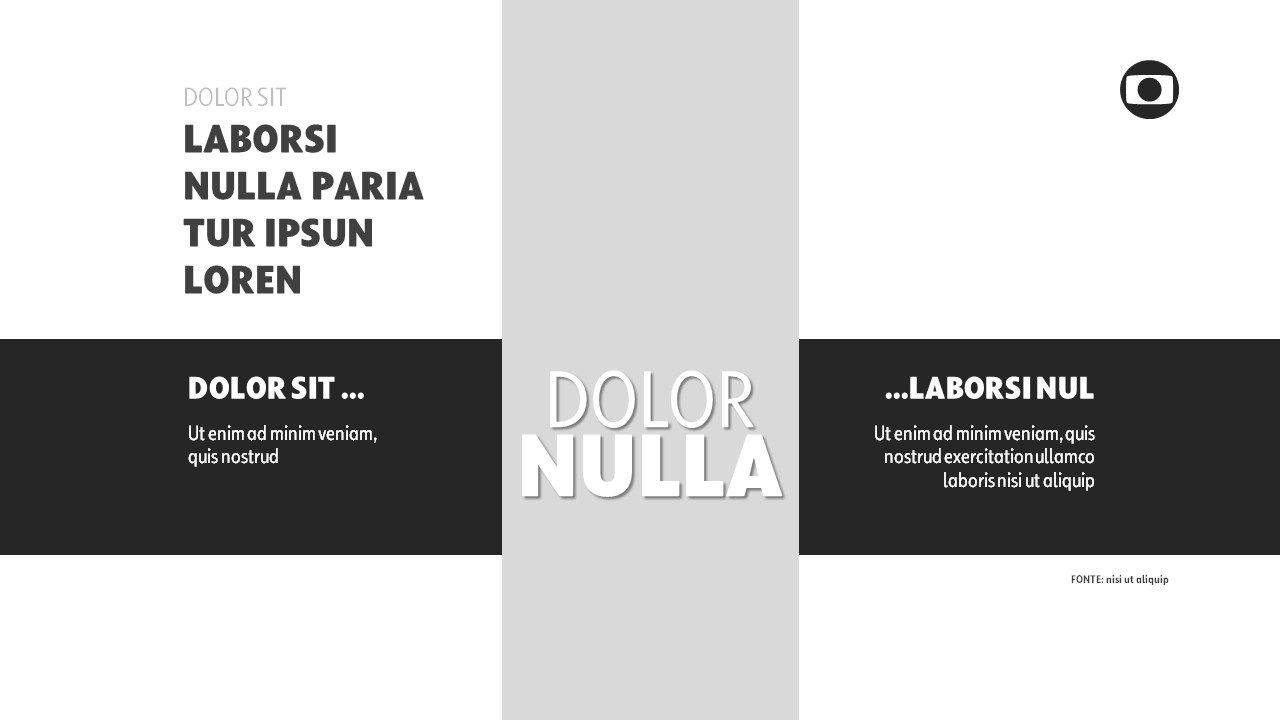 DOLOR SIT
LABORSI
NULLA PARIA
TUR IPSUN
LOREN
DOLOR SIT ...
Ut enim ad minim veniam,
quis nostrud
DOLOR
NULLA
...LABORSI NUL
Ut enim ad minim veniam, quis
nostrud exercitation ullamco
laboris nisi ut aliquip
FONTE: nisi ut aliquip